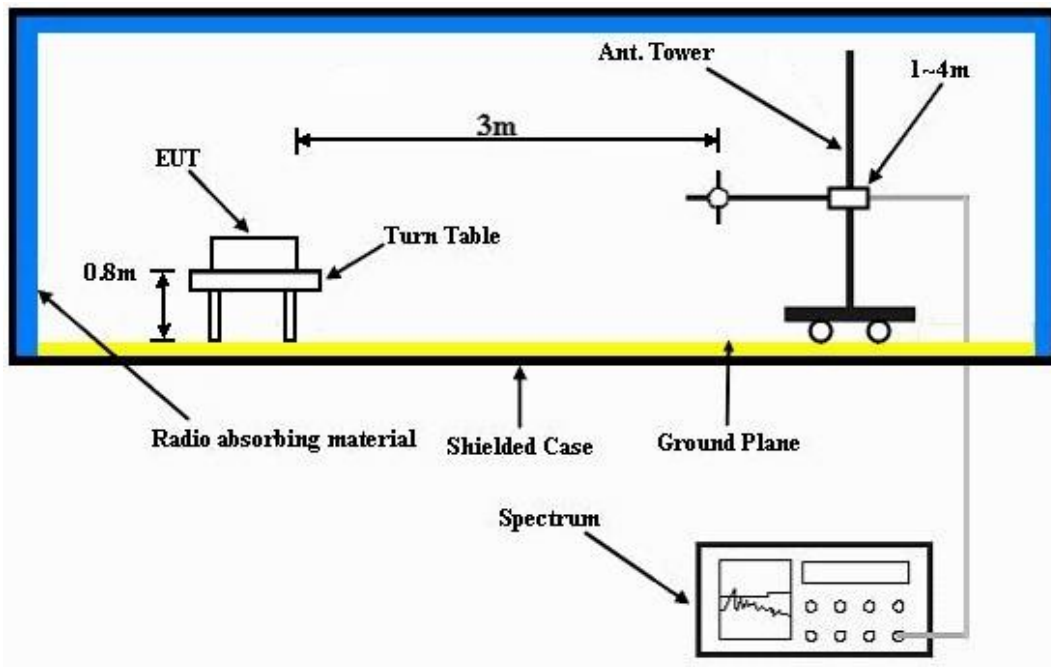 Ant. Tower
1~4m
3m
EUT
Turn Table
0.8m
Radio absorbing material
Shielded Case
Ground Plane
Spectrum